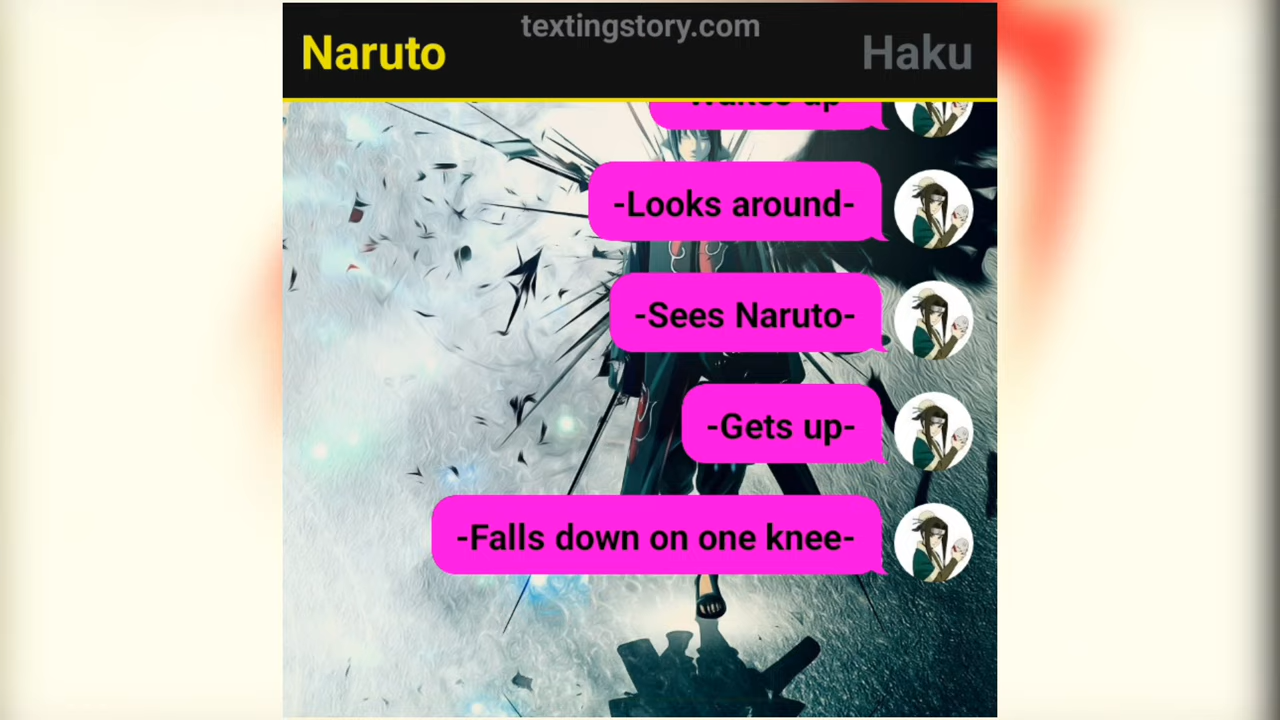 textingstory.com
Naruto
Haku
-Looks around-
-Sees Naruto-
-Gets up-
-Falls down on one knee-